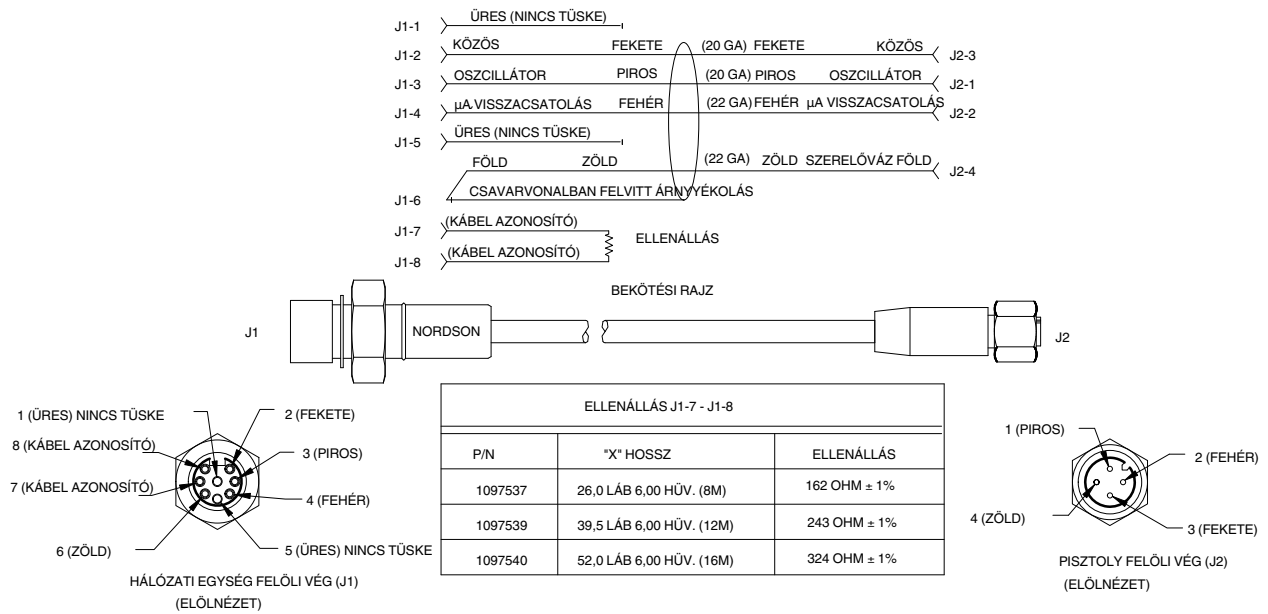 J1-1 ÜRES (NINCS TÜSKE)
J1-2 KÖZÖS FEKETE (20 GA) FEKETE KÖZÖS J2-3
J1-3 OSZCILLÁTOR PIROS (20 GA) PIROS OSZCILLÁTOR J2-1
J1-4 µA VISSZACSATOLÁS FEHÉR (22 GA) FEHÉR µA VISSZACSATOLÁS J2-2
J1-5 ÜRES (NINCS TÜSKE)
FÖLD ZÖLD (22 GA) ZÖLD SZERELŐVÁZ FÖLD J2-4
J1-6 CSAVARVONALBAN FELVITT ÁRNYYÉKOLÁS
J1-7 (KÁBEL AZONOSÍTÓ)
ELLENÁLLÁS
J1-8 (KÁBEL AZONOSÍTÓ)
BEKÖTÉSI RAJZ
J1 NORDSON J2
1 (ÜRES) NINCS TÜSKE
2 (FEKETE)
8 (KÁBEL AZONOSÍTÓ)
3 (PIROS)
7 (KÁBEL AZONOSÍTÓ)
4 (FEHÉR)
6 (ZÖLD)
5 (ÜRES) NINCS TÜSKE
HÁLÓZATI EGYSÉG FELÖLI VÉG (J1)
(ELÖLNÉZET)
ELLENÁLLÁS J1-7 - J1-8
P/N "X" HOSSZ ELLENÁLLÁS
1097537 26,0 LÁB 6,00 HÜV. (8M) 162 OHM ± 1%
1097539 39,5 LÁB 6,00 HÜV. (12M) 243 OHM ± 1%
1097540 52,0 LÁB 6,00 HÜV. (16M) 324 OHM ± 1%
1 (PIROS)
2 (FEHÉR)
4 (ZÖLD)
3 (FEKETE)
PISZTOLY FELÖLI VÉG (J2)
(ELÖLNÉZET)